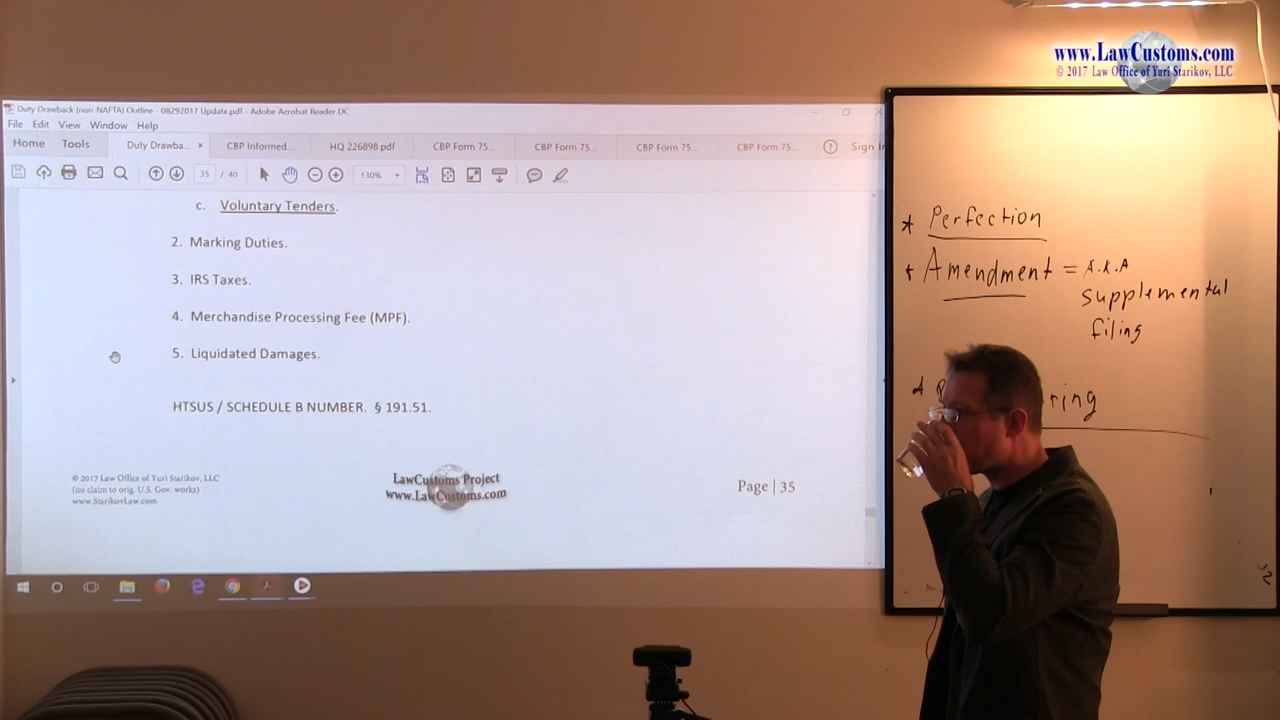 www.LawCustoms.com
© 2017 Law Office of Yuri Starikov, LLC
Duty Drawback (non-NAFTA) Outline - 08292017 Update.pdf - Adobe Acrobat Reader DC
File Edit View Window Help
Home Tools Duty Drawba... × CBP Informed... HQ 226898.pdf CBP Form 75... CBP Form 75... CBP Form 75... CBP Form 75... Sign In
35 / 40 130%
c. Voluntary Tenders.
2. Marking Duties.
3. IRS Taxes.
4. Merchandise Processing Fee (MPF).
5. Liquidated Damages.
HTSUS / SCHEDULE B NUMBER. § 191.51.
© 2017 Law Office of Yuri Starikov, LLC
(no claim to orig. U.S. Gov. works)
www.StarikovLaw.com
LawCustoms Project
www.LawCustoms.com
Page | 35
* Perfection
* Amendment = A.K.A
supplemental
filing
ring